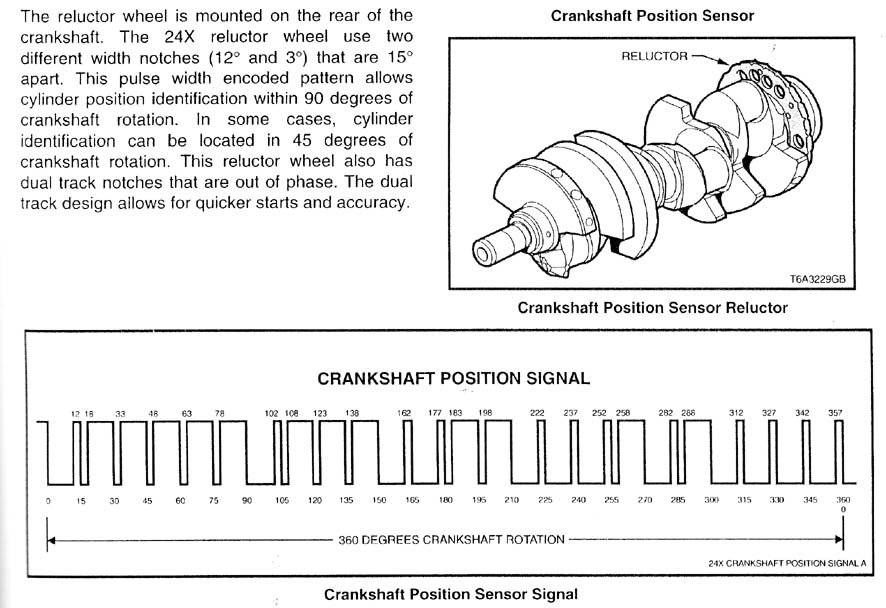 The reluctor wheel is mounted on the rear of the
crankshaft. The 24X reluctor wheel use two
different width notches (12° and 3°) that are 15°
apart. This pulse width encoded pattern allows
cylinder position identification within 90 degrees of
crankshaft rotation. In some cases, cylinder
identification can be located in 45 degrees of
crankshaft rotation. This reluctor wheel also has
dual track notches that are out of phase. The dual
track design allows for quicker starts and accuracy.
Crankshaft Position Sensor
RELUCTOR
T6A3229GB
Crankshaft Position Sensor Reluctor
CRANKSHAFT POSITION SIGNAL
12 18 33 48 63 78 102 108 123 138 162 177 183 198 222 237 252 258 282 288 312 327 342 357
0 15 30 45 60 75 90 105 120 135 150 165 180 195 210 225 240 255 270 285 300 315 330 345 360
0
360 DEGREES CRANKSHAFT ROTATION
24X CRANKSHAFT POSITION SIGNAL A
Crankshaft Position Sensor Signal